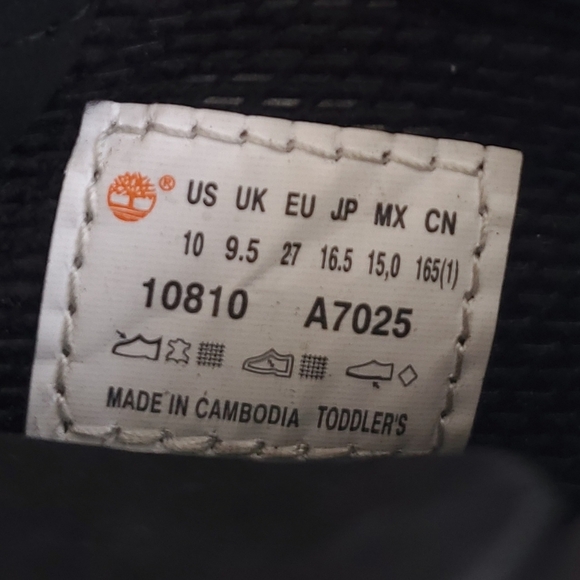 ® US UK EU JP MX CN
10 9.5 27 16.5 15,0 165(1)
10810 A7025
MADE IN CAMBODIA TODDLER'S